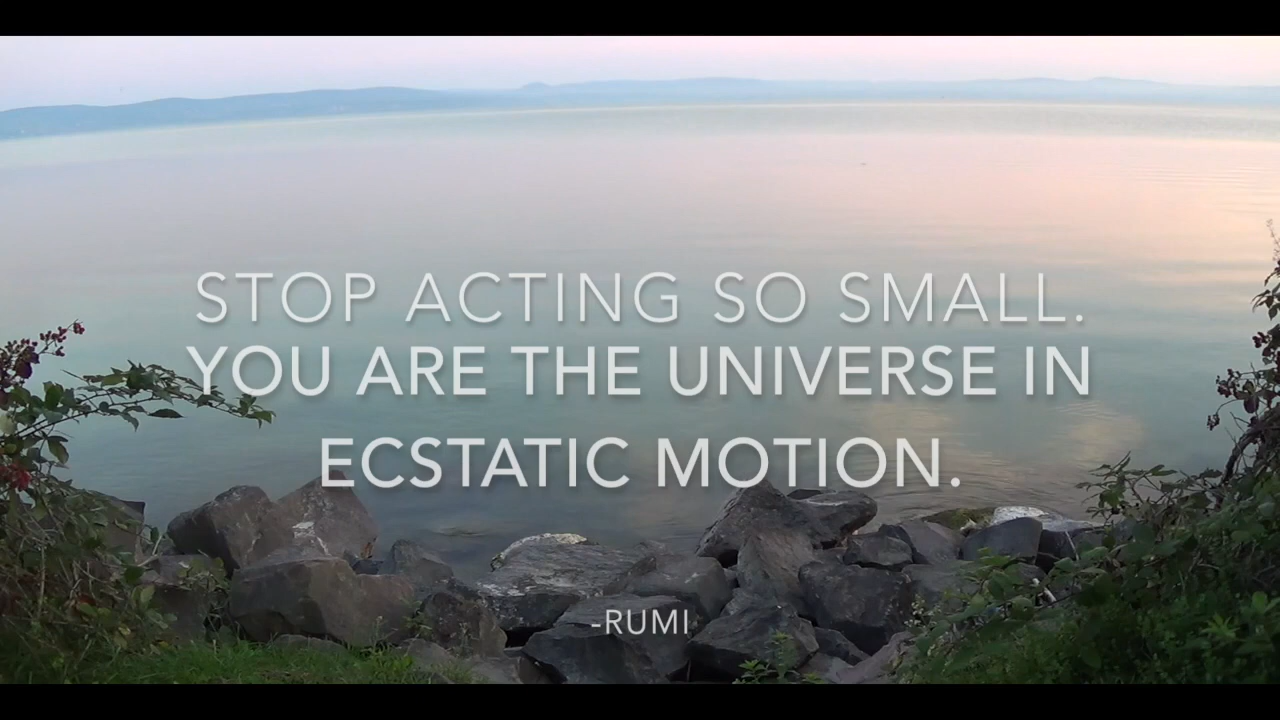 STOP ACTING SO SMALL.
YOU ARE THE UNIVERSE IN
ECSTATIC MOTION.
-RUMI